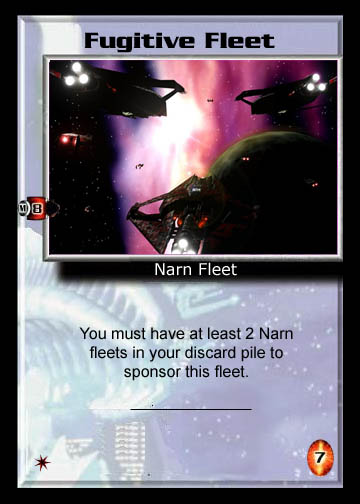 Fugitive Fleet
M 8
Narn Fleet
You must have at least 2 Narn
fleets in your discard pile to
sponsor this fleet.
7